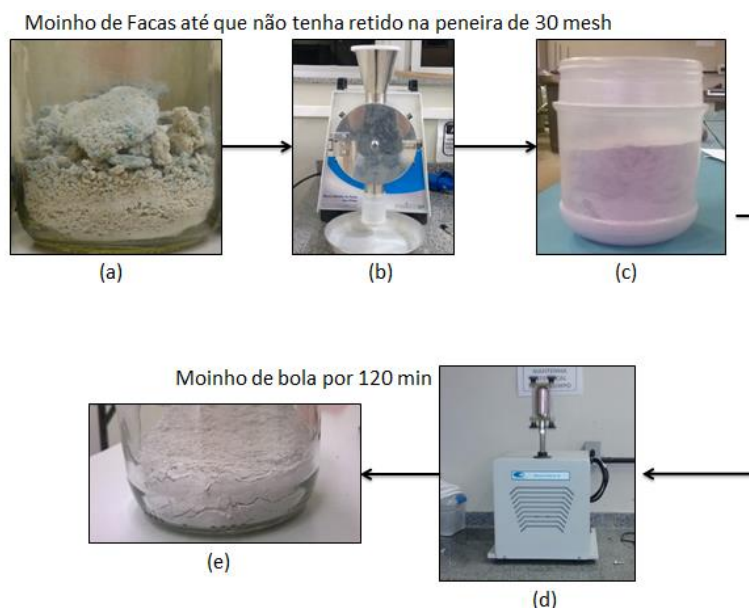 Moinho de Facas até que não tenha retido na peneira de 30 mesh
(a)
(b)
(c)
Moinho de bola por 120 min
(e)
(d)